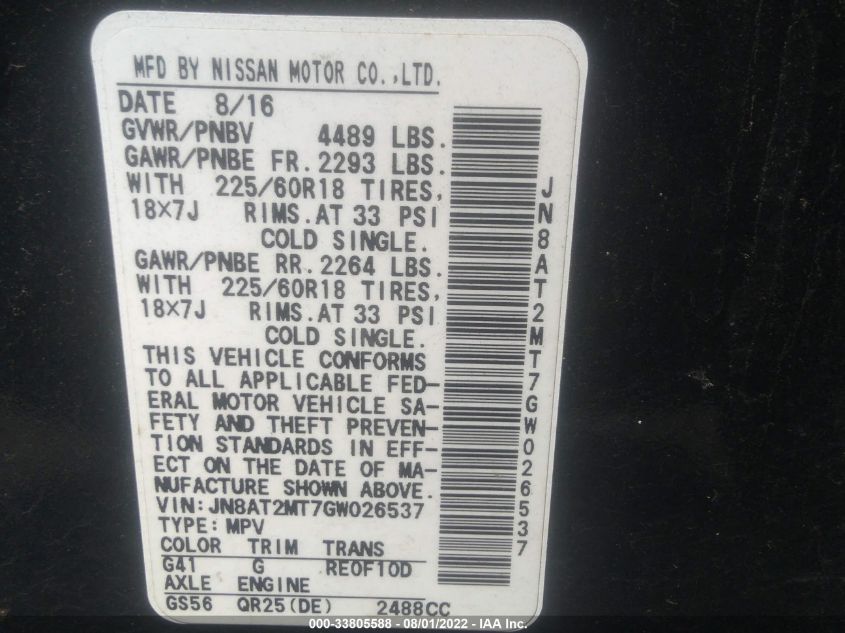 MFD BY NISSAN MOTOR CO.,LTD.
DATE 8/16
GVWR/PNBV 4489 LBS.
GAWR/PNBE FR. 2293 LBS.
WITH 225/60R18 TIRES,
18×7J RIMS. AT 33 PSI
COLD SINGLE.
GAWR/PNBE RR. 2264 LBS.
WITH 225/60R18 TIRES,
18×7J RIMS. AT 33 PSI
COLD SINGLE.
THIS VEHICLE CONFORMS
TO ALL APPLICABLE FED-
ERAL MOTOR VEHICLE SA-
FETY AND THEFT PREVEN-
TION STANDARDS IN EFF-
ECT ON THE DATE OF MA-
NUFACTURE SHOWN ABOVE.
VIN: JN8AT2MT7GW026537
TYPE: MPV
COLOR TRIM TRANS
G41 G RE0F10D
AXLE ENGINE
GS56 QR25(DE) 2488CC
JN8AT2MT7GW026537
000-33805588 - 08/01/2022 - IAA Inc.